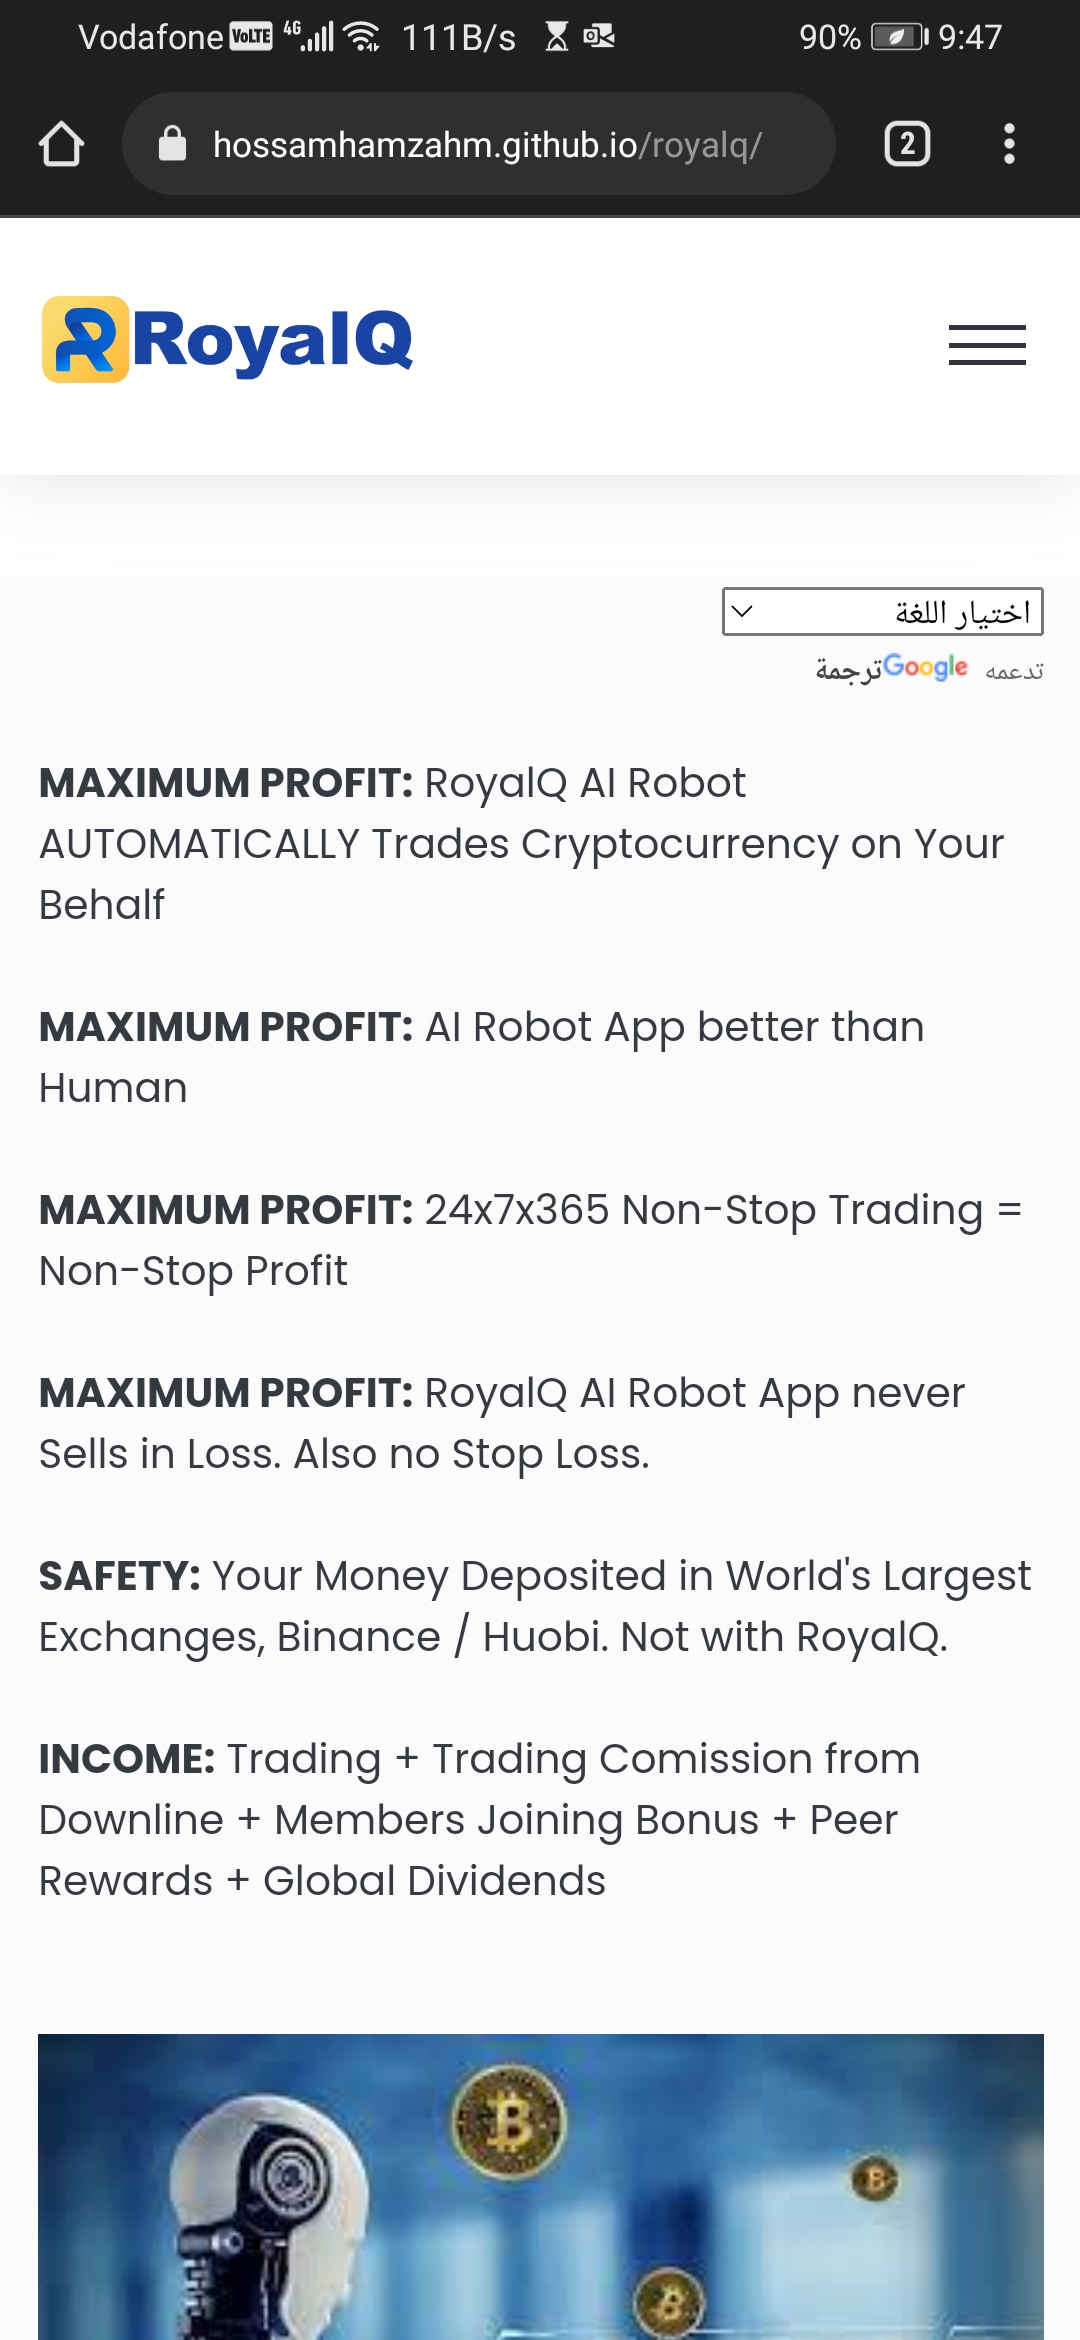 Vodafone VoLTE 4G 111B/s 90% 9:47
hossamhamzahm.github.io/royalq/ 2
RoyalQ
اختيار اللغة
تدعمه Google ترجمة
MAXIMUM PROFIT: RoyalQ AI Robot
AUTOMATICALLY Trades Cryptocurrency on Your
Behalf
MAXIMUM PROFIT: AI Robot App better than
Human
MAXIMUM PROFIT: 24x7x365 Non-Stop Trading =
Non-Stop Profit
MAXIMUM PROFIT: RoyalQ AI Robot App never
Sells in Loss. Also no Stop Loss.
SAFETY: Your Money Deposited in World's Largest
Exchanges, Binance / Huobi. Not with RoyalQ.
INCOME: Trading + Trading Comission from
Downline + Members Joining Bonus + Peer
Rewards + Global Dividends